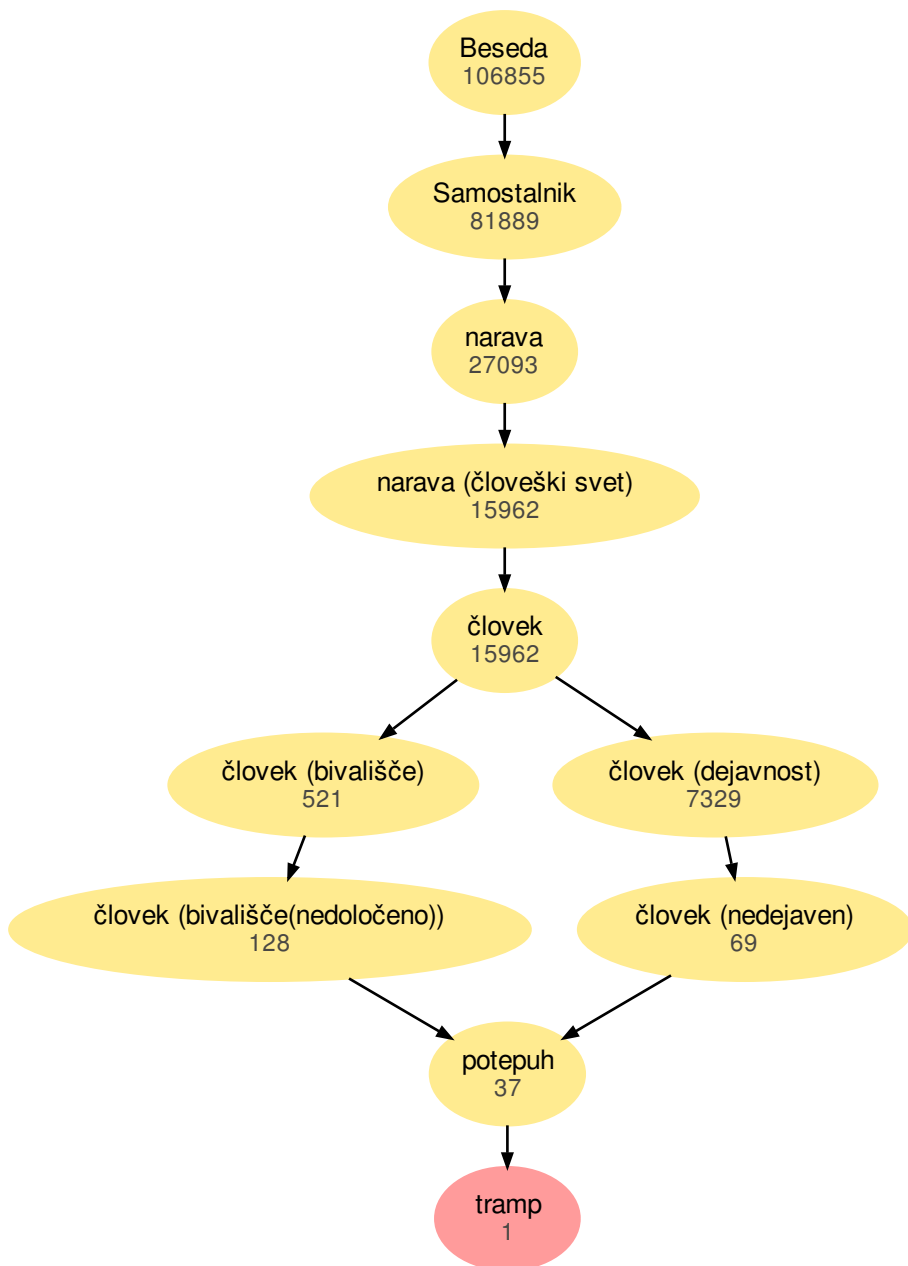 Beseda
106855
Samostalnik
81889
narava
27093
narava (človeški svet)
15962
človek
15962
človek (bivališče)
521
človek (dejavnost)
7329
človek (bivališče(nedoločeno))
128
človek (nedejaven)
69
potepuh
37
tramp
1